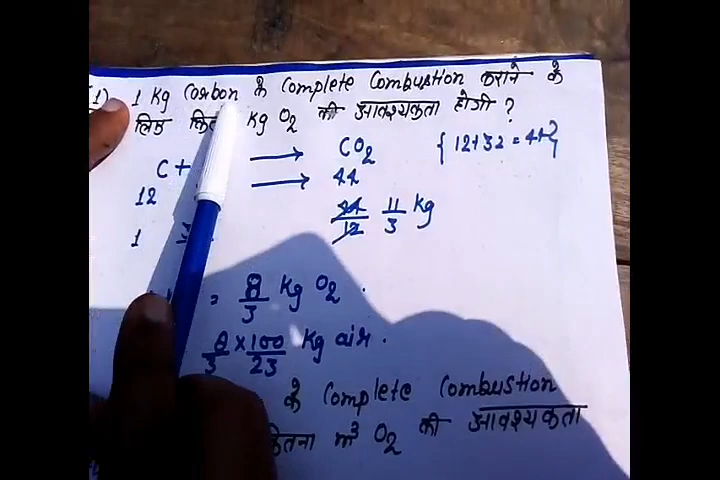 (1) 1 Kg Carbon के Complete Combustion कराने के
लिए Kg O2 की आवश्यकता होगी ?
C + → CO2 { 12+32 = 44}
12 → 44
1 44/12 11/3 Kg
= 8/3 Kg O2 .
8/3 × 100/23 Kg air .
के Complete Combustion
कितना m³ O2 की आवश्यकता